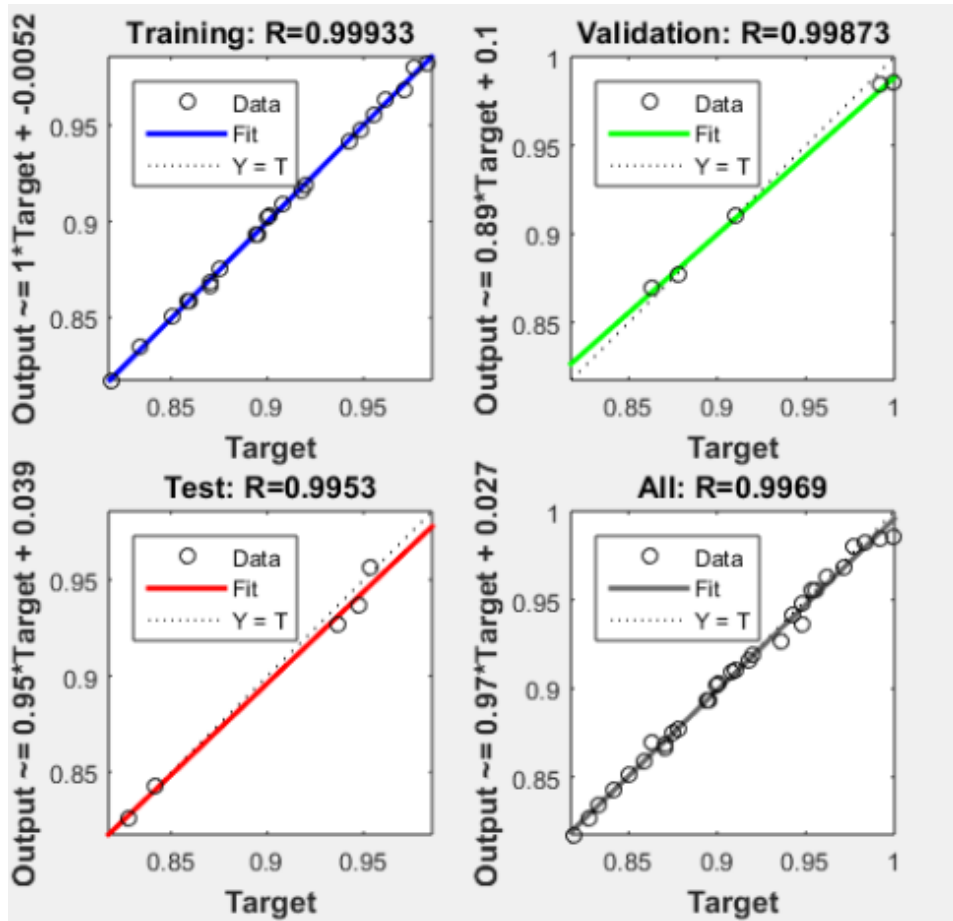 Training: R=0.99933
Output ~= 1*Target + -0.0052
Data
Fit
Y = T
0.95
0.9
0.85
0.85 0.9 0.95
Target
Validation: R=0.99873
Output ~= 0.89*Target + 0.1
Data
Fit
Y = T
1
0.95
0.9
0.85
0.85 0.9 0.95 1
Target
Test: R=0.9953
Output ~= 0.95*Target + 0.039
Data
Fit
Y = T
0.95
0.9
0.85
0.85 0.9 0.95
Target
All: R=0.9969
Output ~= 0.97*Target + 0.027
Data
Fit
Y = T
1
0.95
0.9
0.85
0.85 0.9 0.95 1
Target